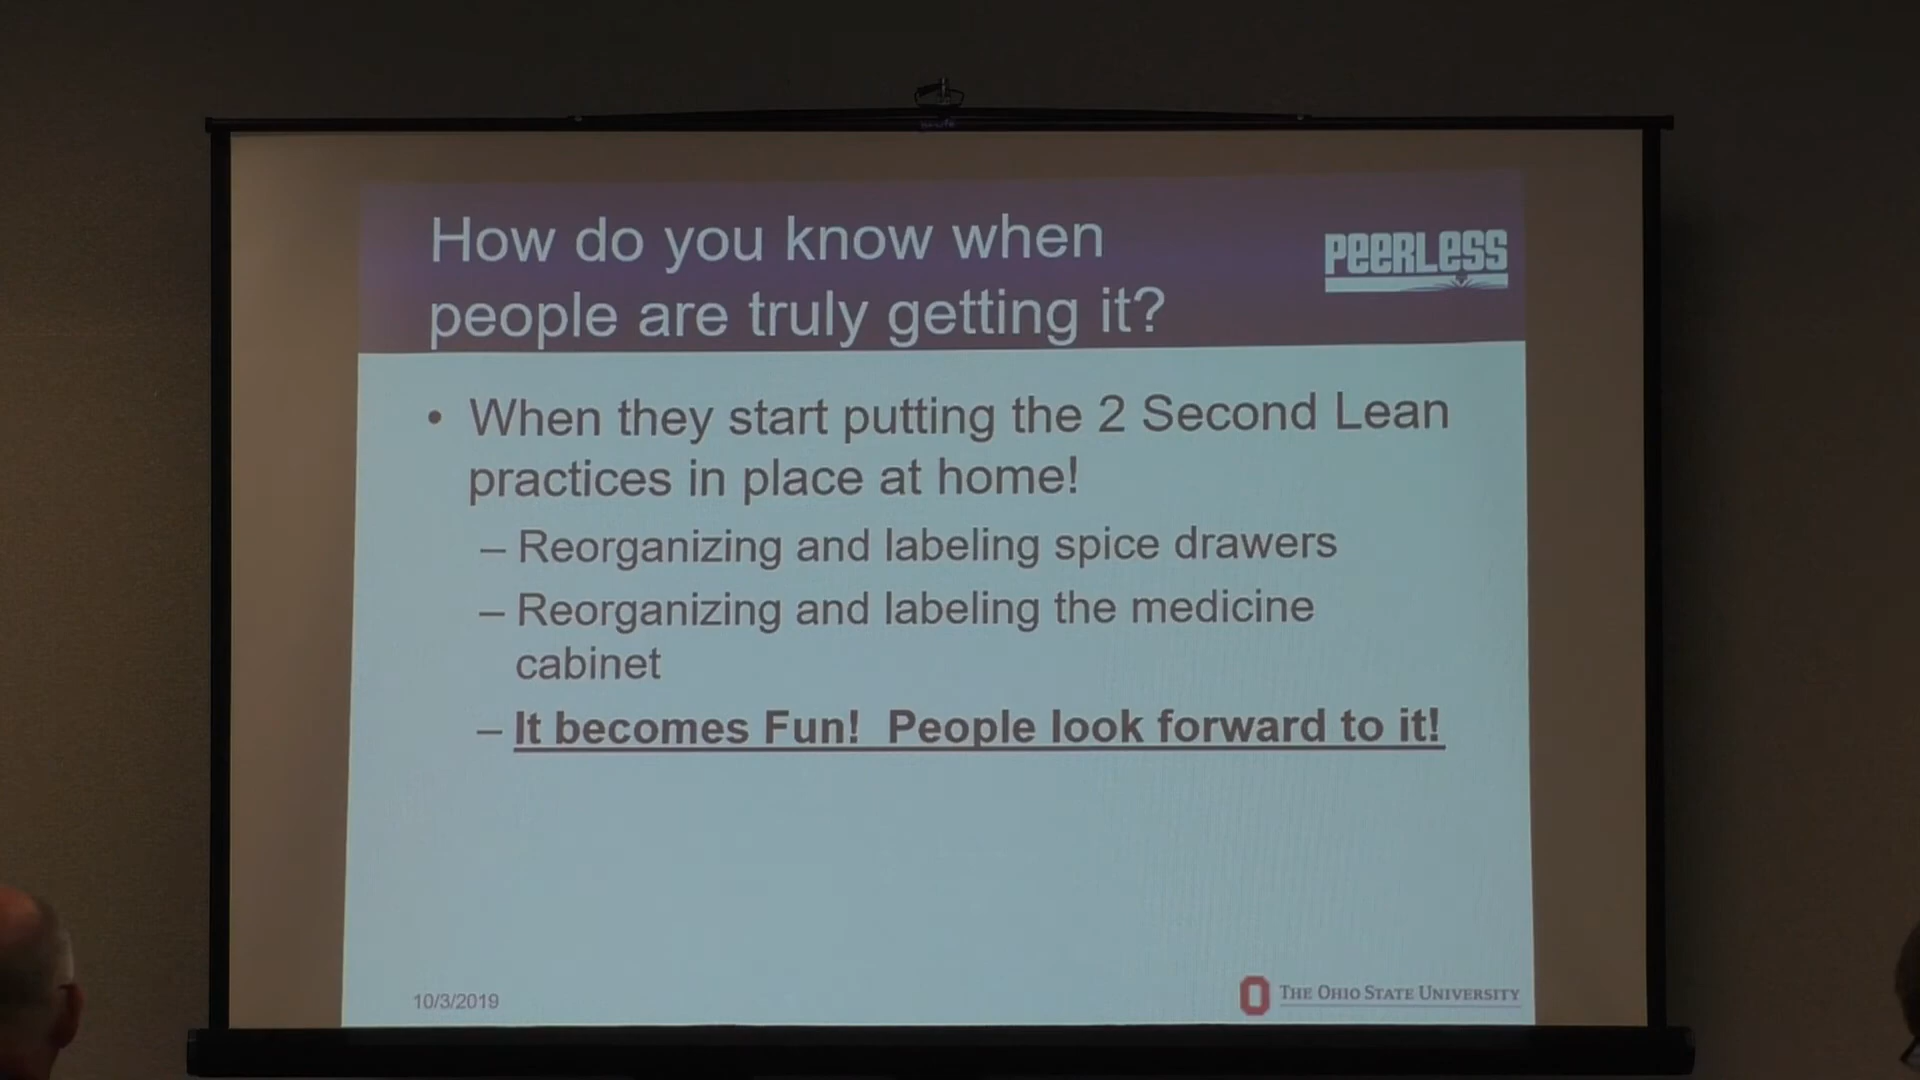 How do you know when
people are truly getting it?
PEERLESS
• When they start putting the 2 Second Lean
practices in place at home!
– Reorganizing and labeling spice drawers
– Reorganizing and labeling the medicine
cabinet
– It becomes Fun!  People look forward to it!
10/3/2019
THE OHIO STATE UNIVERSITY